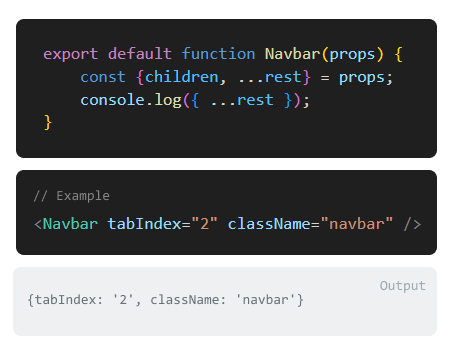 export default function Navbar(props) {
    const {children, ...rest} = props;
    console.log({ ...rest });
}
// Example
<Navbar tabIndex="2" className="navbar" />
Output
{tabIndex: '2', className: 'navbar'}